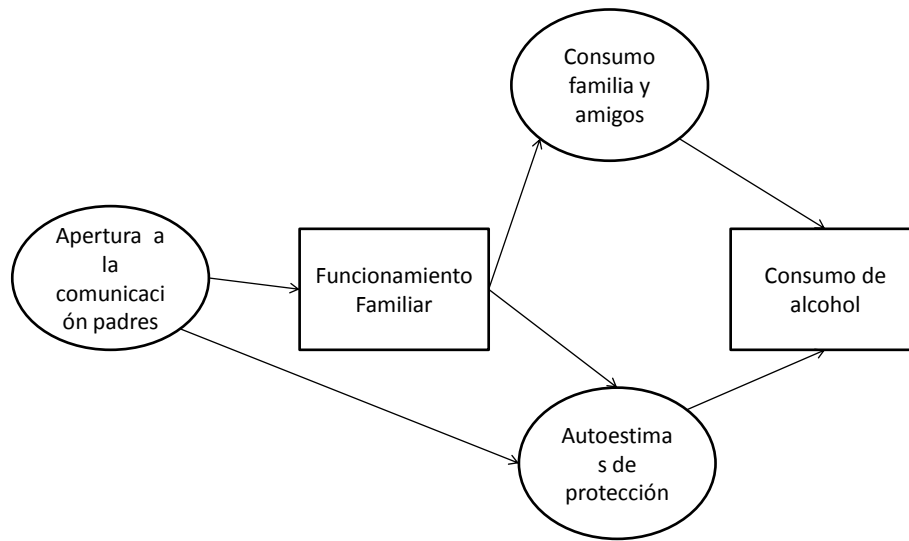 Consumo
familia y
amigos
Apertura a
la
comunicaci
ón padres
Funcionamiento
Familiar
Consumo de
alcohol
Autoestima
s de
protección